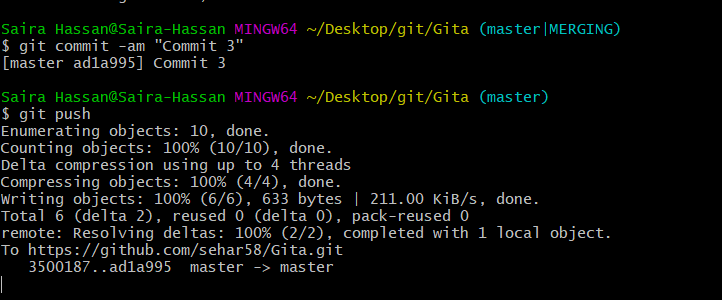 Saira Hassan@Saira-Hassan MINGW64 ~/Desktop/git/Gita (master|MERGING)
$ git commit -am "Commit 3"
[master ad1a995] Commit 3
Saira Hassan@Saira-Hassan MINGW64 ~/Desktop/git/Gita (master)
$ git push
Enumerating objects: 10, done.
Counting objects: 100% (10/10), done.
Delta compression using up to 4 threads
Compressing objects: 100% (4/4), done.
Writing objects: 100% (6/6), 633 bytes | 211.00 KiB/s, done.
Total 6 (delta 2), reused 0 (delta 0), pack-reused 0
remote: Resolving deltas: 100% (2/2), completed with 1 local object.
To https://github.com/sehar58/Gita.git
   3500187..ad1a995  master -> master